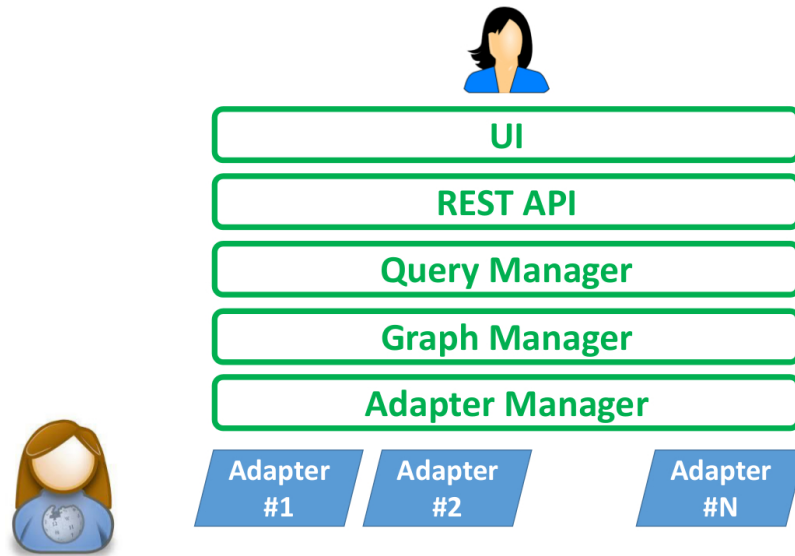 UI
REST API
Query Manager
Graph Manager
Adapter Manager
Adapter
#1
Adapter
#2
Adapter
#N